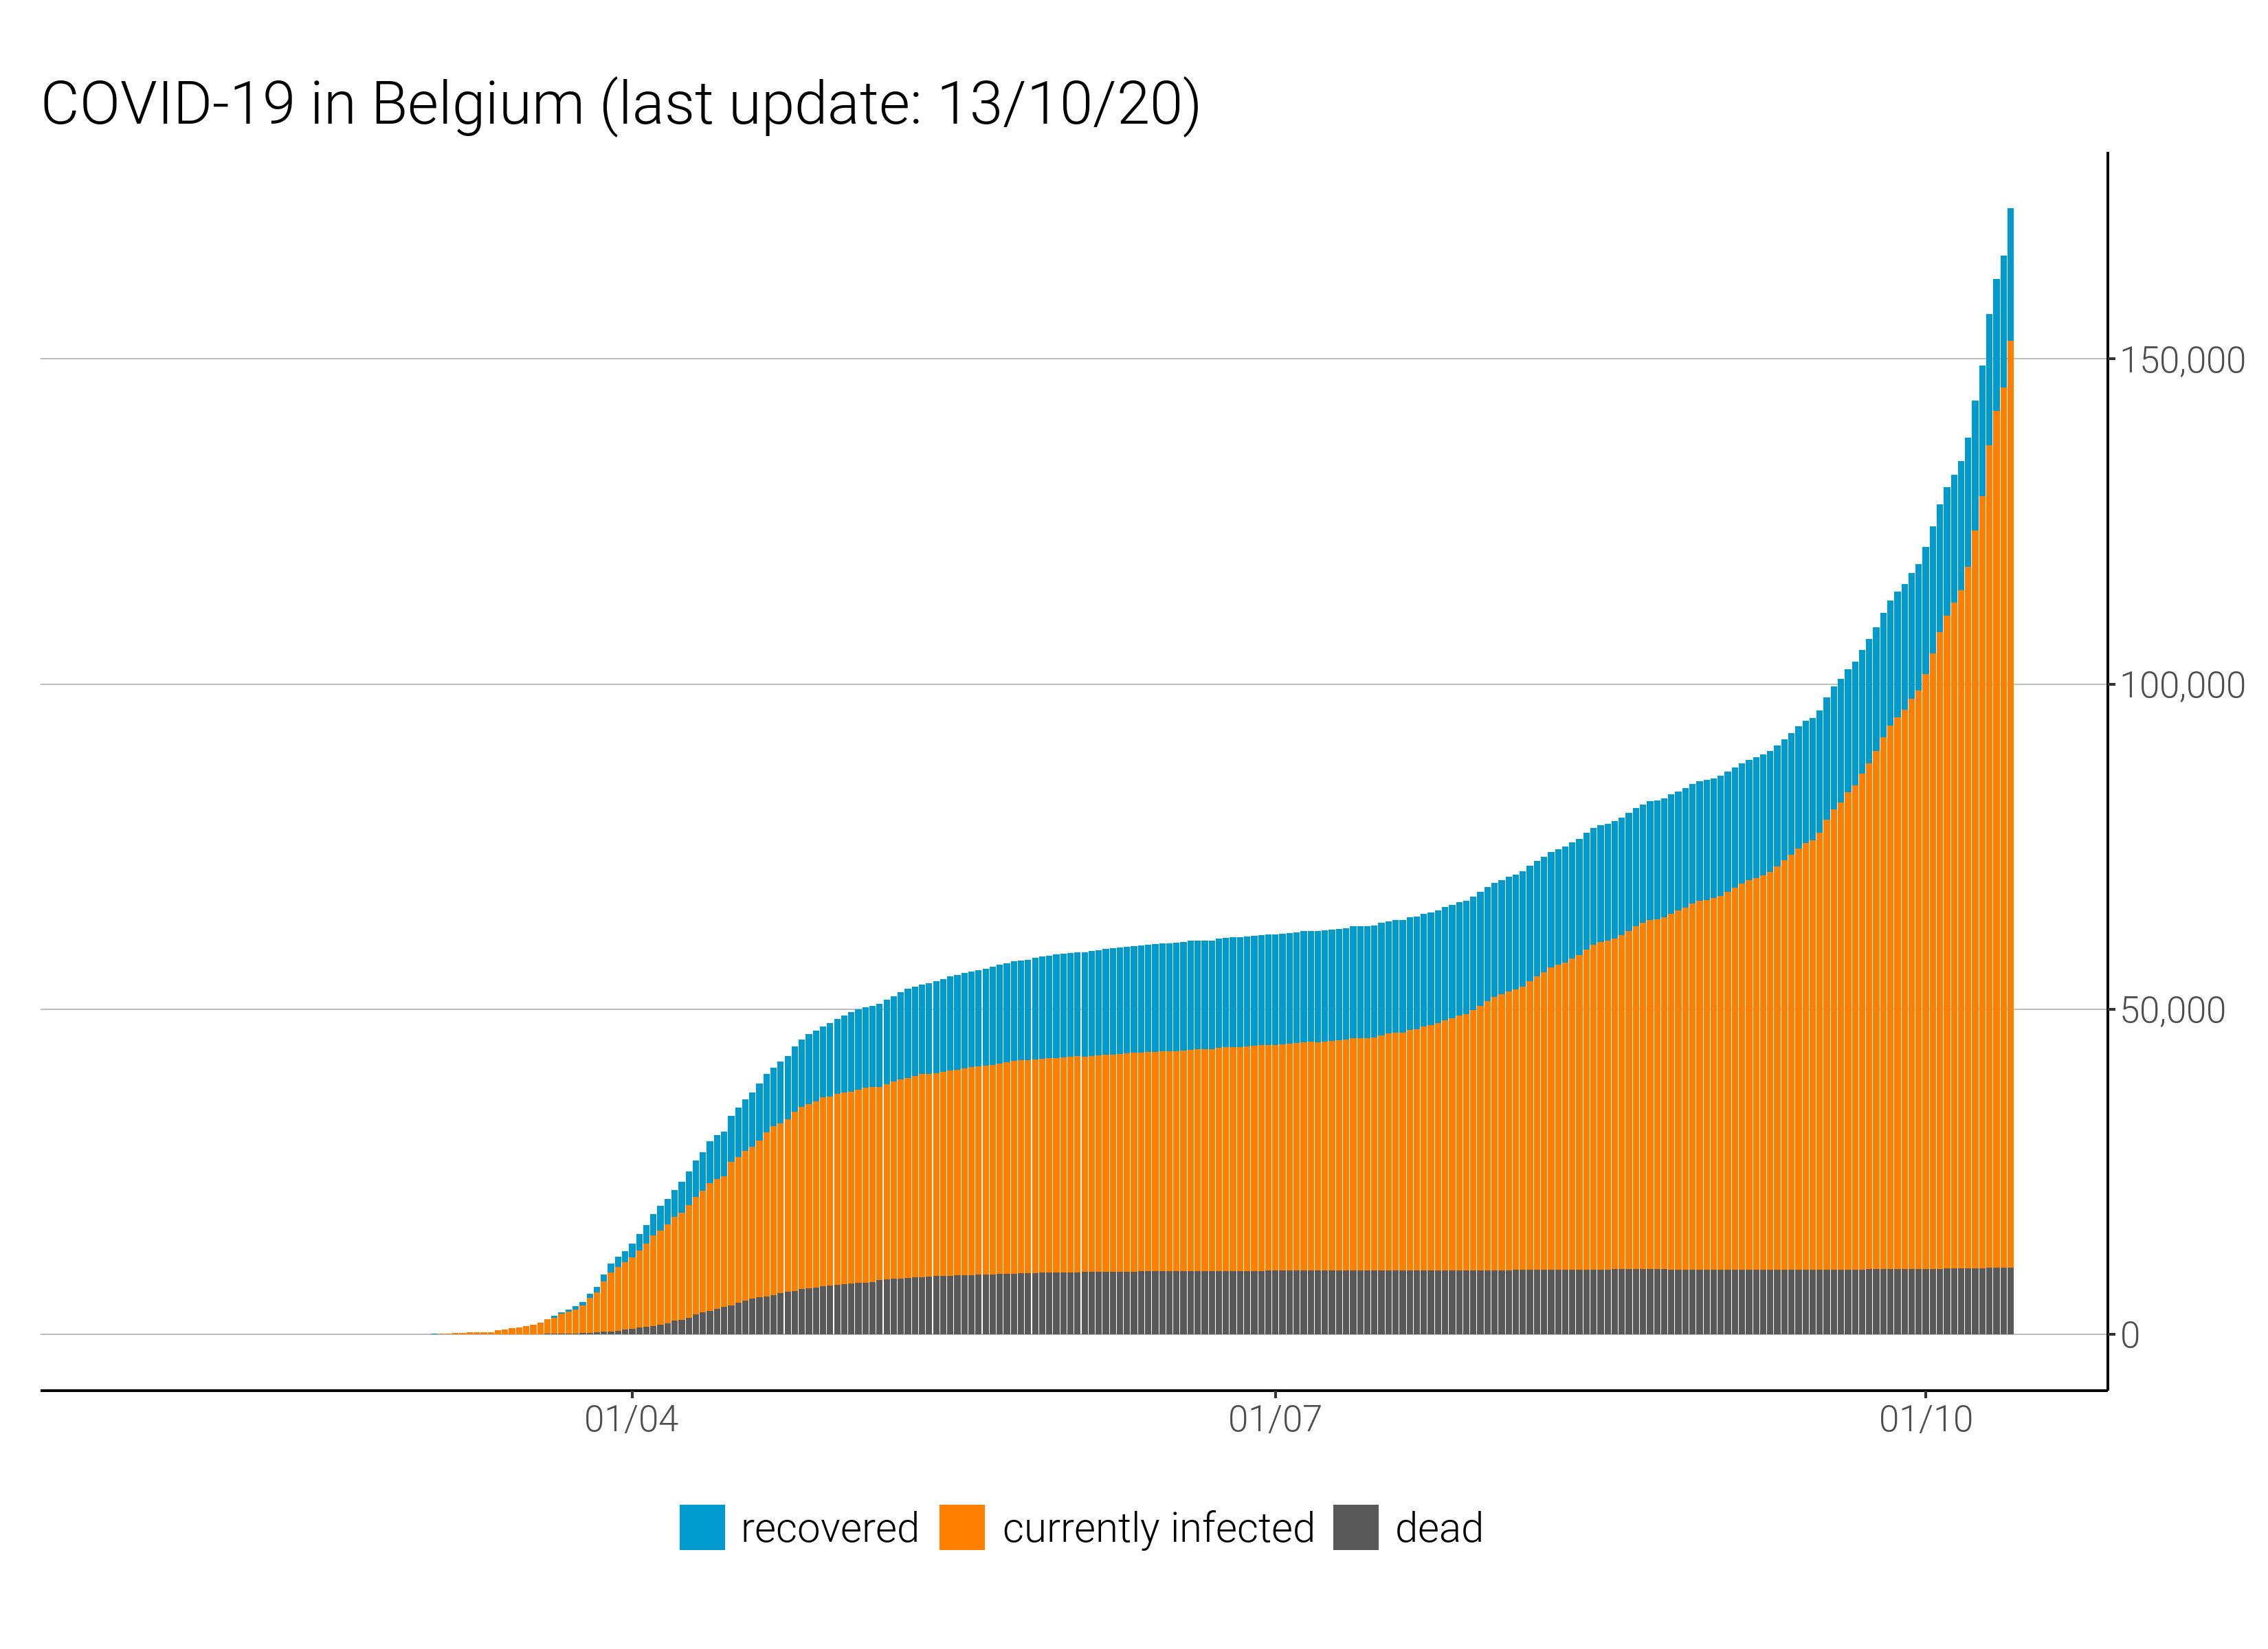 COVID-19 in Belgium (last update: 13/10/20)
150,000
100,000
50,000
0
01/04 01/07 01/10
recovered currently infected dead